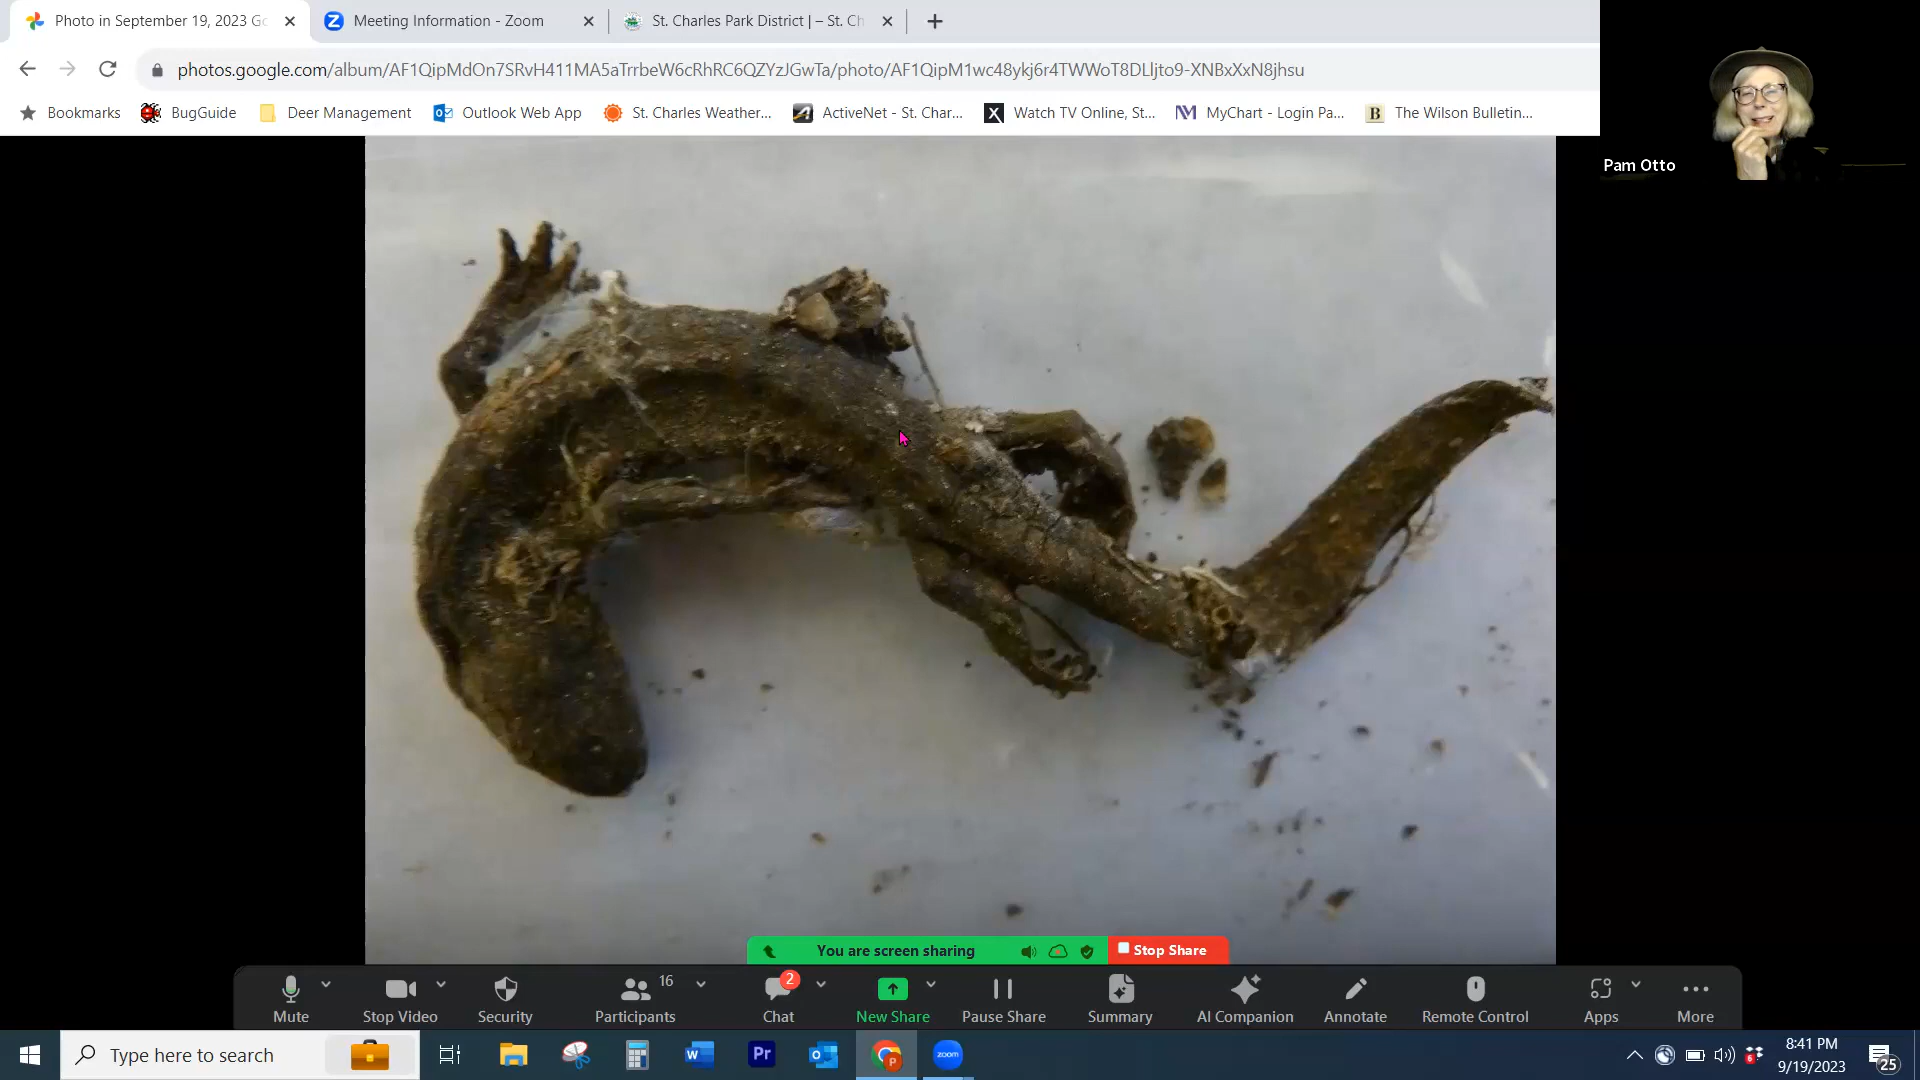 Photo in September 19, 2023 Go
Meeting Information - Zoom
St. Charles Park District | – St. Ch
photos.google.com/album/AF1QipMdOn7SRvH411MA5aTrrbeW6cRhRC6QZYzJGwTa/photo/AF1QipM1wc48ykj6r4TWWoT8DLljto9-XNBxXxN8jhsu
Bookmarks BugGuide Deer Management Outlook Web App St. Charles Weather... ActiveNet - St. Char... Watch TV Online, St... MyChart - Login Pa... The Wilson Bulletin...
Pam Otto
You are screen sharing Stop Share
16 2
Mute Stop Video Security Participants Chat New Share Pause Share Summary AI Companion Annotate Remote Control Apps More
Type here to search
zoom
8:41 PM
9/19/2023
25